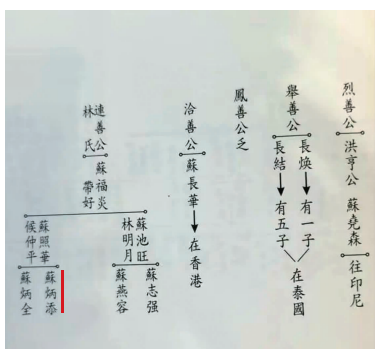 烈善公
洪亨公
蘇堯森
往印尼
舉善公
長煥
有一子
長結
有五子
在泰國
鳳善公乏
洽善公
蘇長華
在香港
達善公
林氏
蘇福炎
帶好
蘇池旺
林明月
蘇志强
蘇燕容
蘇照華
侯仲平
蘇炳添
蘇炳全